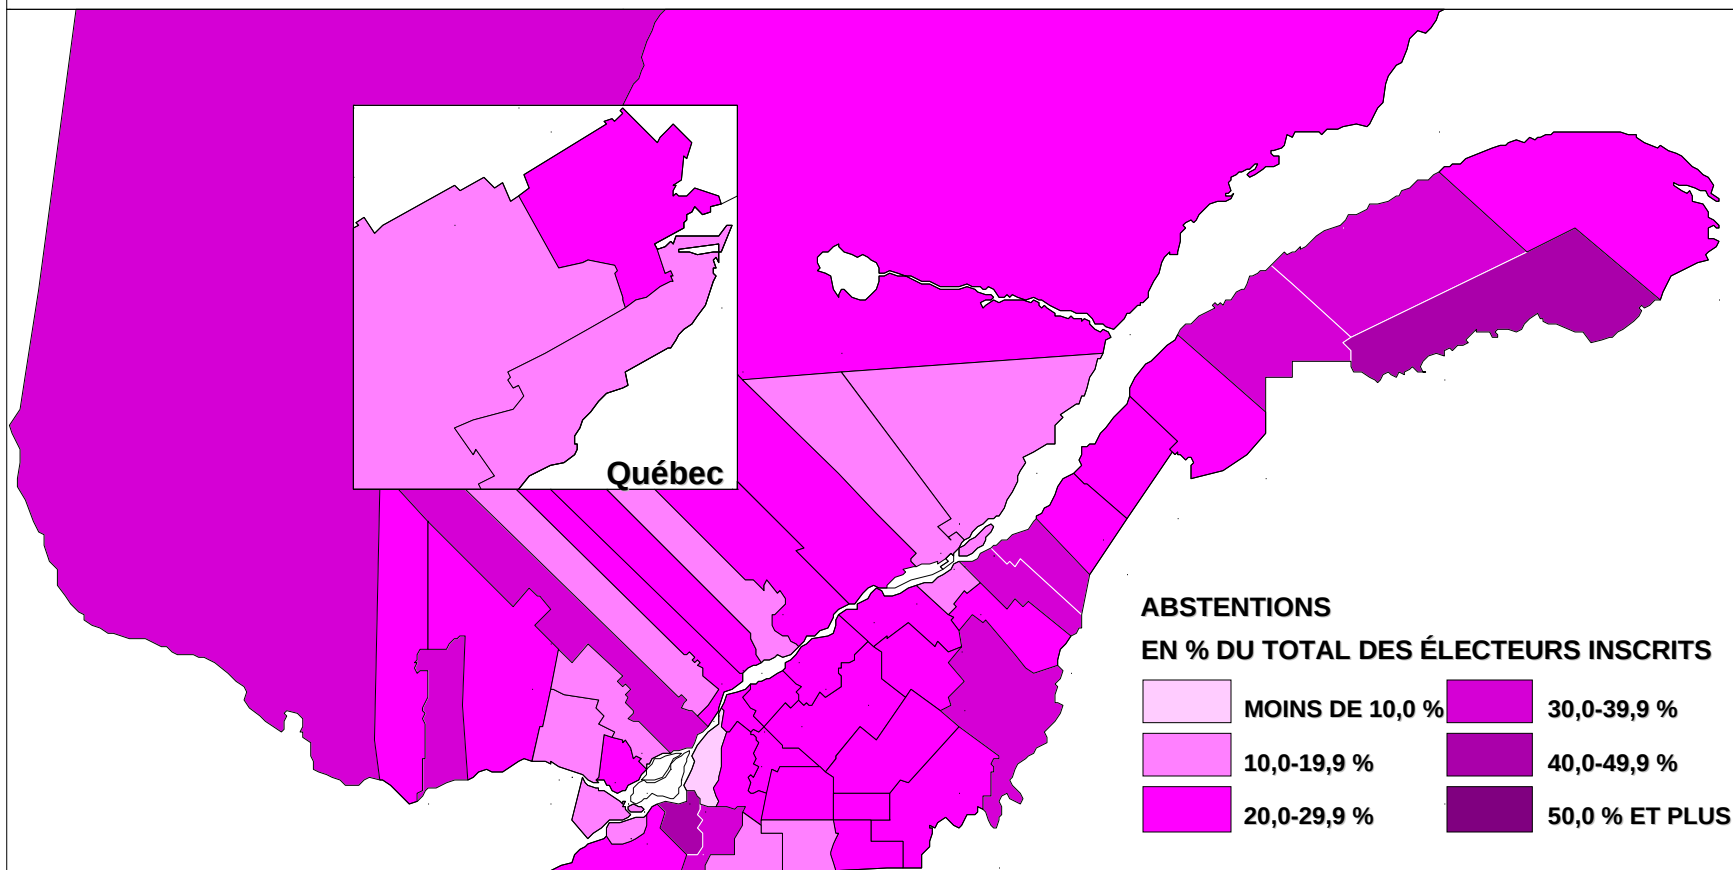 Québec
ABSTENTIONS
EN % DU TOTAL DES ÉLECTEURS INSCRITS
MOINS DE 10,0 %
10,0-19,9 %
20,0-29,9 %
30,0-39,9 %
40,0-49,9 %
50,0 % ET PLUS